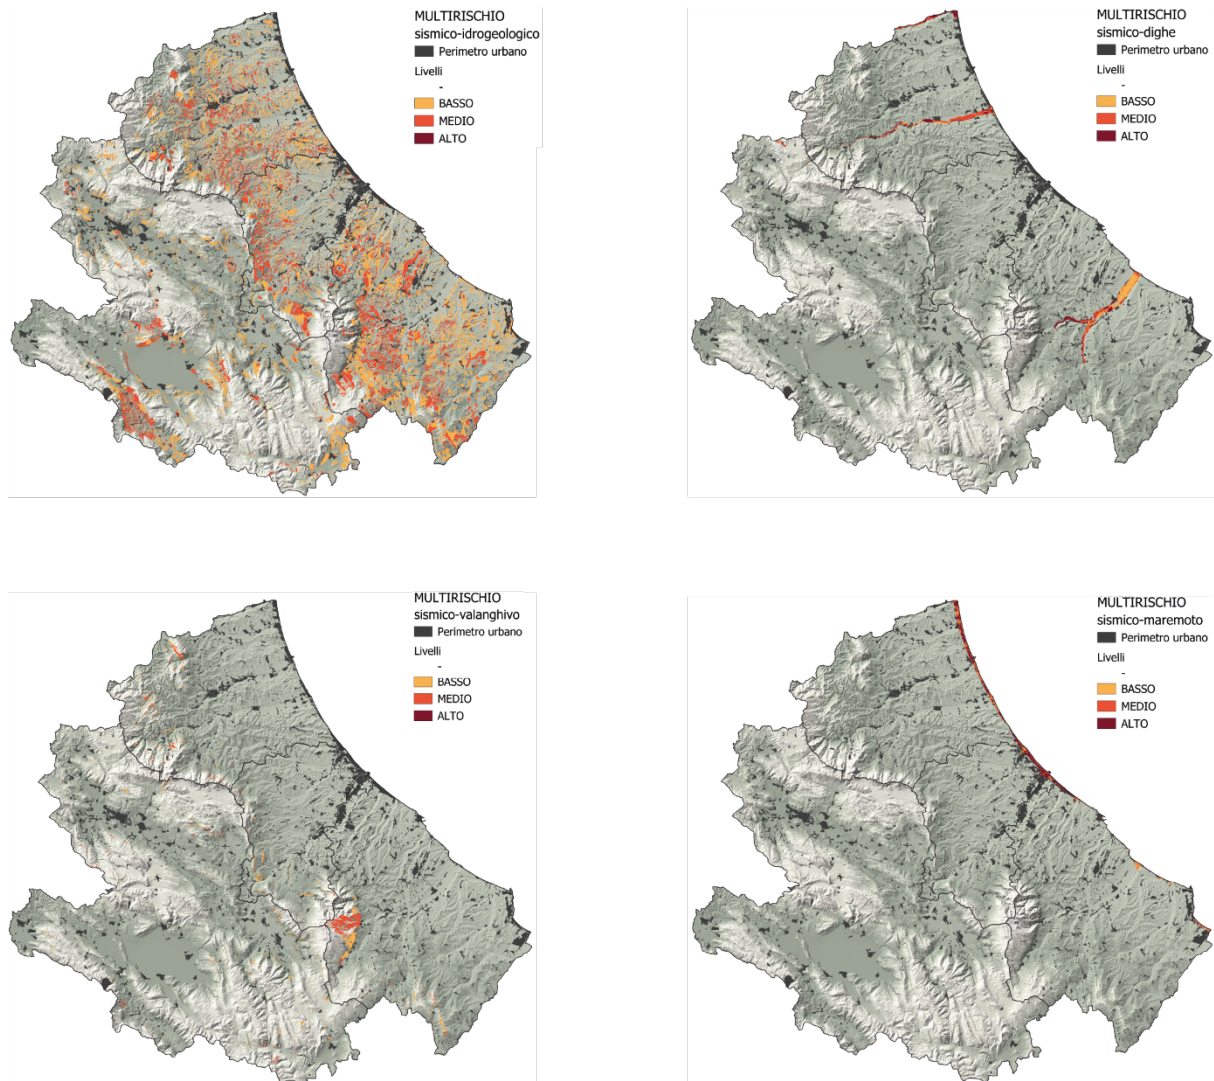 MULTIRISCHIO
sismico-idrogeologico
Perimetro urbano
Livelli
-
BASSO
MEDIO
ALTO
MULTIRISCHIO
sismico-dighe
Perimetro urbano
Livelli
-
BASSO
MEDIO
ALTO
MULTIRISCHIO
sismico-valanghivo
Perimetro urbano
Livelli
-
BASSO
MEDIO
ALTO
MULTIRISCHIO
sismico-maremoto
Perimetro urbano
Livelli
-
BASSO
MEDIO
ALTO